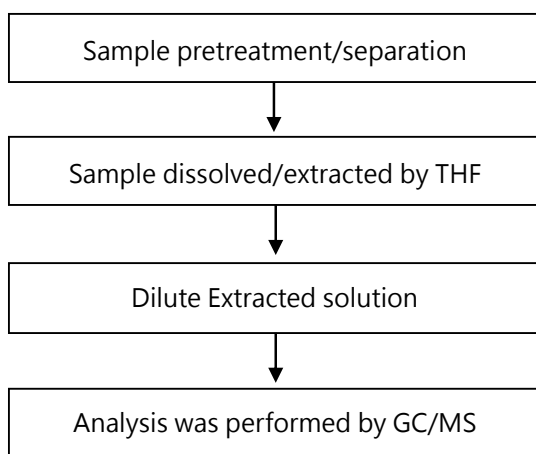 Sample pretreatment/separation
Sample dissolved/extracted by THF
Dilute Extracted solution
Analysis was performed by GC/MS